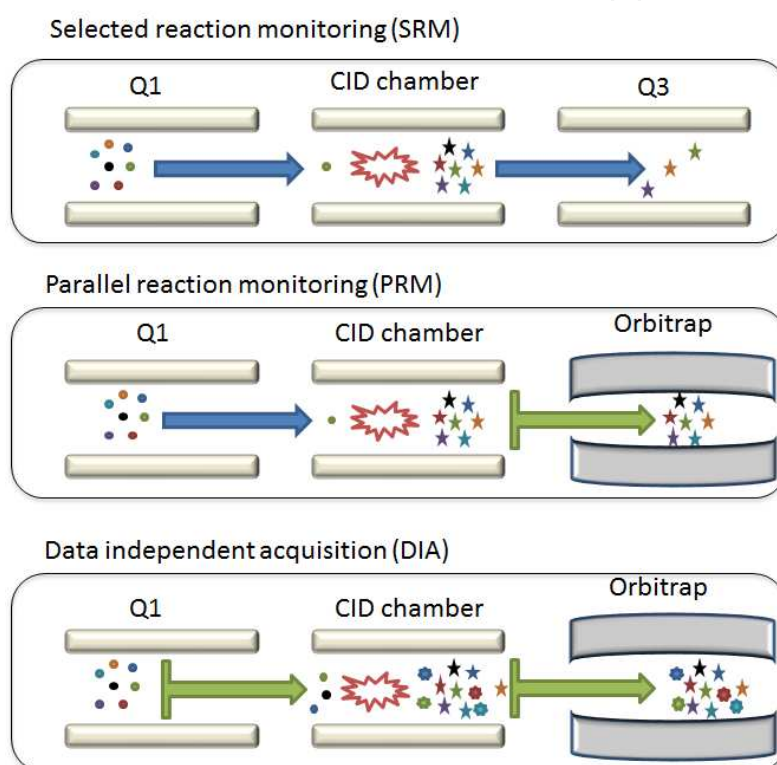 Selected reaction monitoring (SRM)
Q1 CID chamber Q3
Parallel reaction monitoring (PRM)
Q1 CID chamber Orbitrap
Data independent acquisition (DIA)
Q1 CID chamber Orbitrap